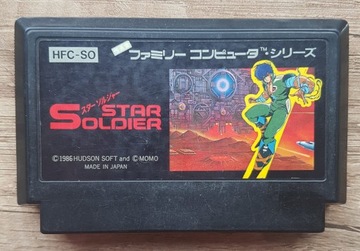 HFC-SO
ファミリー コンピュータ™・シリーズ
スターソルジャー
STAR
SOLDIER
©1986 HUDSON SOFT and ©MOMO
MADE IN JAPAN